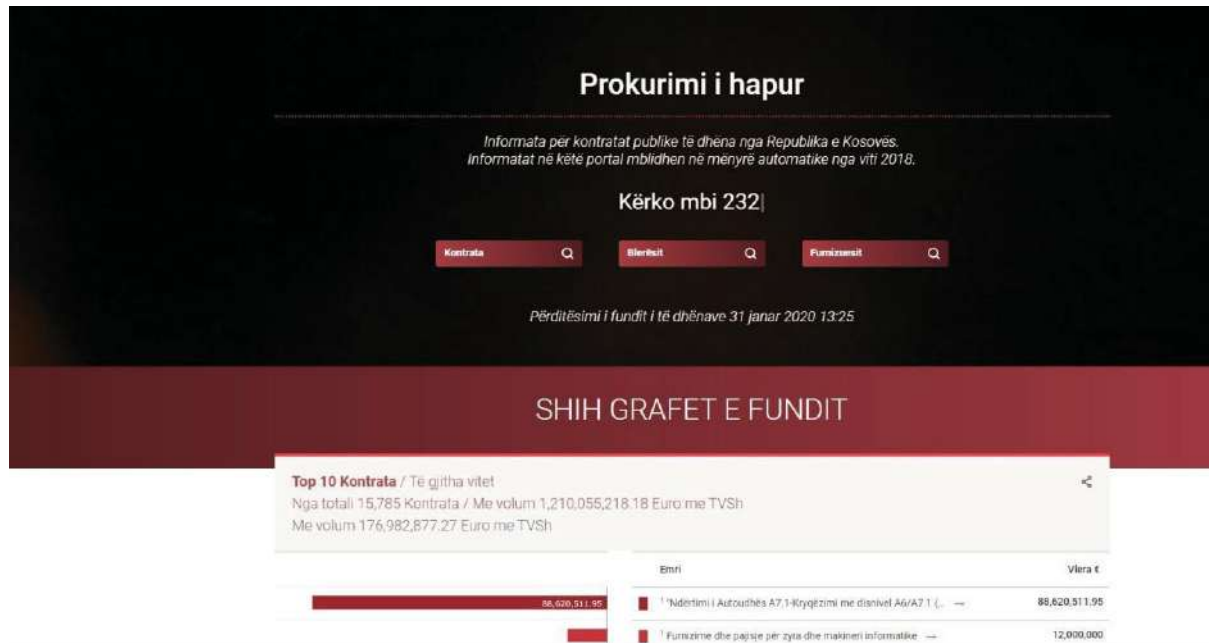 Prokurimi i hapur
Informata për kontratat publike të dhëna nga Republika e Kosovës.
Informatat në këtë portal mblidhen në mënyrë automatike nga viti 2018.
Kërko mbi 232|
Kontrata
Blerësit
Furnizuesit
Përditësimi i fundit i të dhënave 31 janar 2020 13:25
SHIH GRAFET E FUNDIT
Top 10 Kontrata / Të gjitha vitet
Nga totali 15,785 Kontrata / Me volum 1,210,055,218.18 Euro me TVSh
Me volum 176,982,877.27 Euro me TVSh
Emri Vlera €
88,620,511.95 1 "Ndërtimi i Autoudhës A7.1-Kryqëzimi me disnivel A6/A7.1 (... 88,620,511.95
1 Furnizime dhe pajisje për zyra dhe makineri informatike 12,000,000